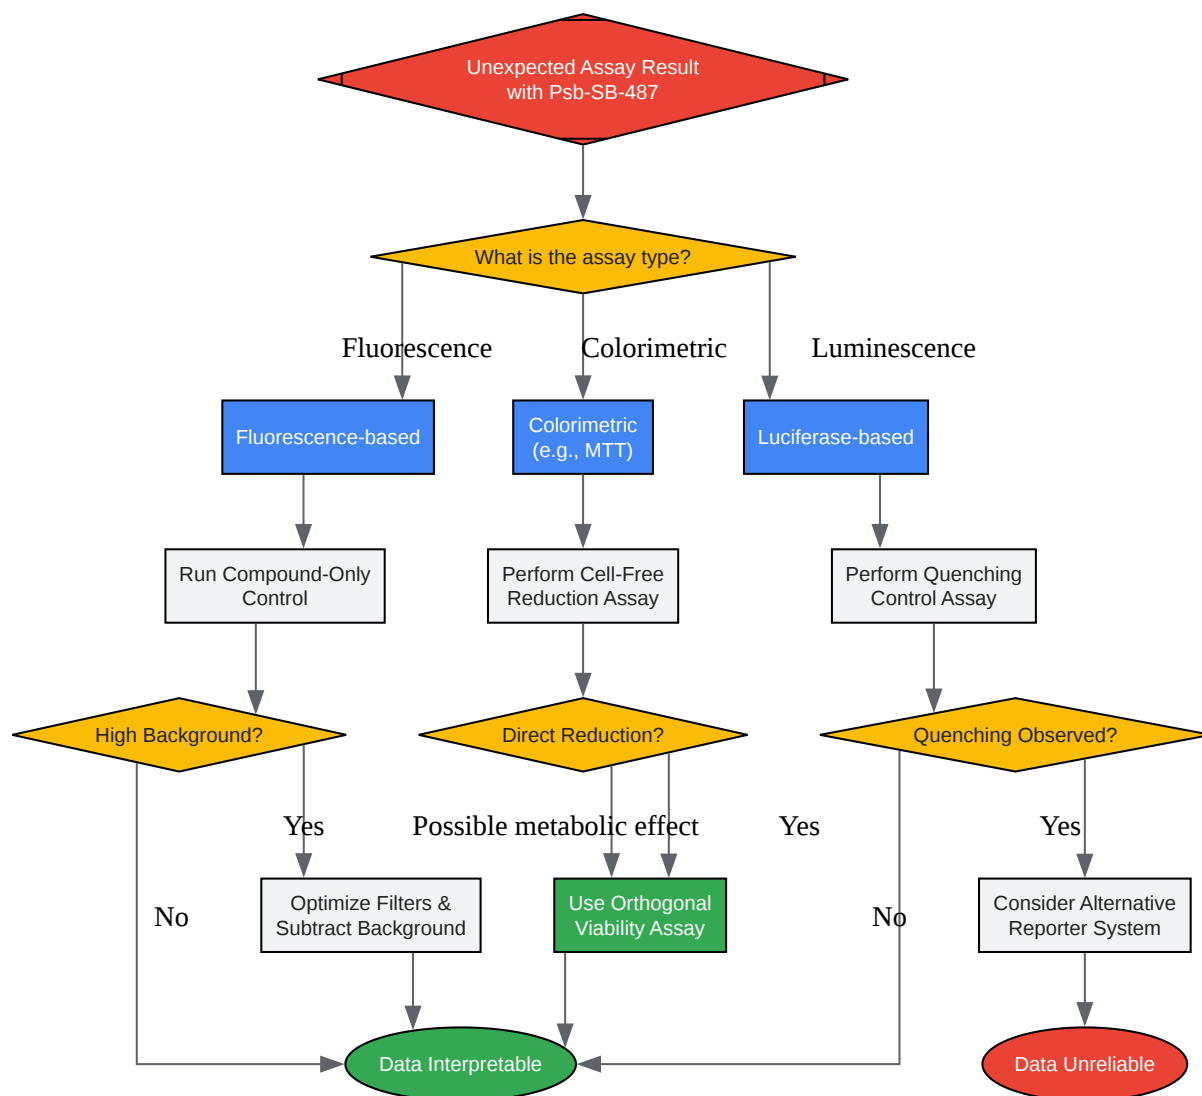 Unexpected Assay Result
with Psb-SB-487
What is the assay type?
Fluorescence
Colorimetric
Luminescence
Fluorescence-based
Colorimetric
(e.g., MTT)
Luciferase-based
Run Compound-Only
Control
Perform Cell-Free
Reduction Assay
Perform Quenching
Control Assay
High Background?
Direct Reduction?
Quenching Observed?
Yes
Possible metabolic effect
Yes
Yes
No
Optimize Filters &
Subtract Background
Use Orthogonal
Viability Assay
No
Consider Alternative
Reporter System
Data Interpretable
Data Unreliable